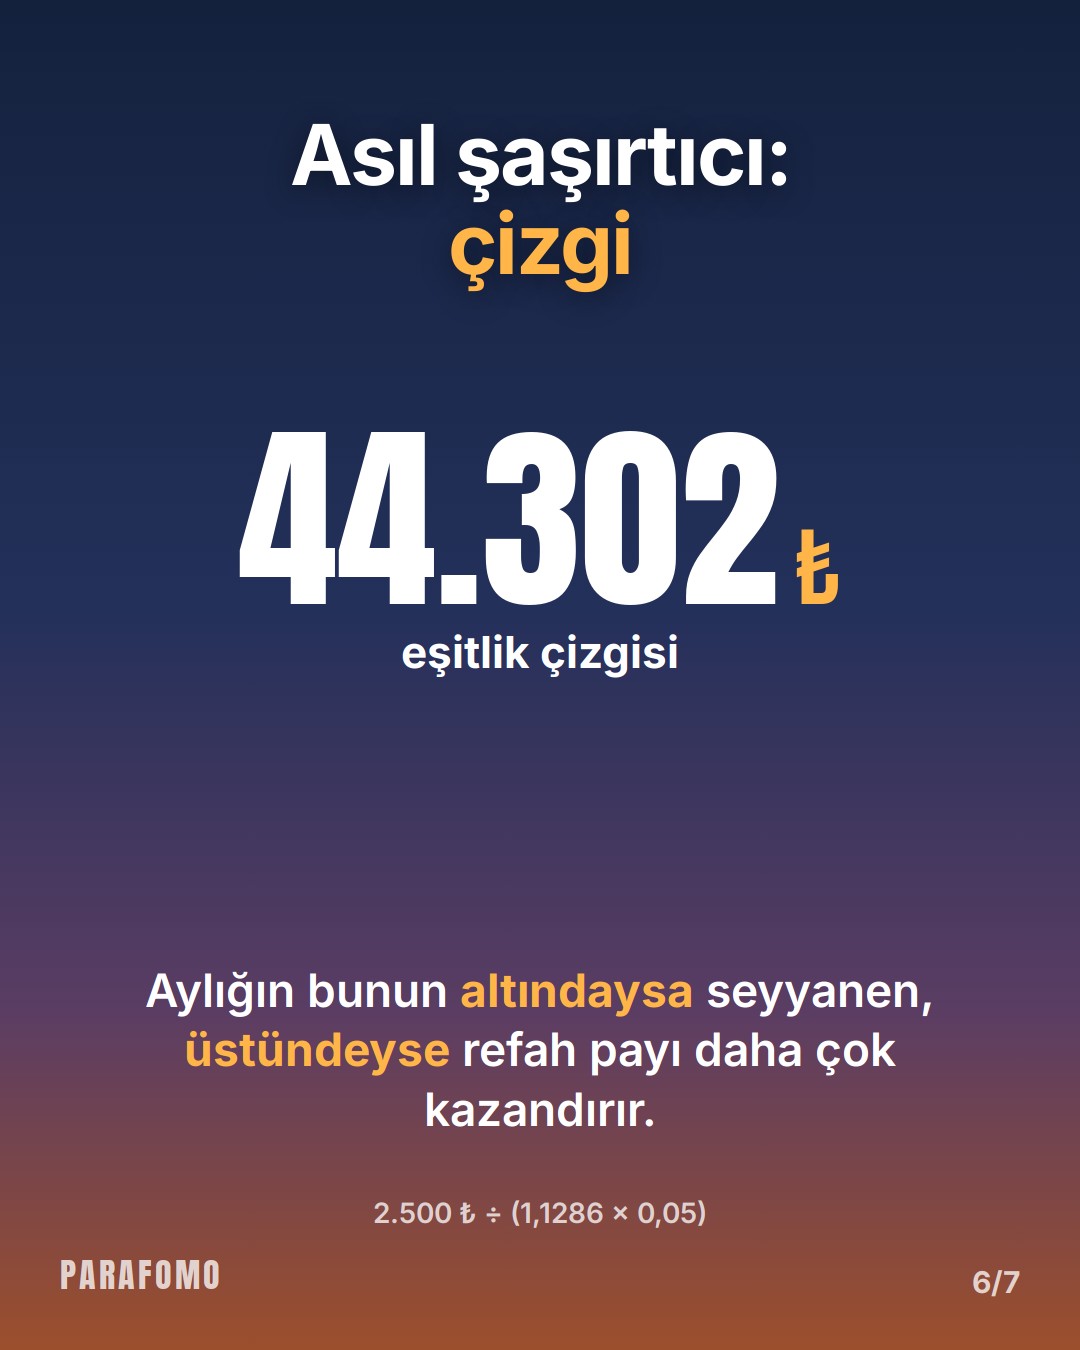 Asıl şaşırtıcı:
çizgi
44.302 ₺
eşitlik çizgisi
Aylığın bunun altındaysa seyyanen,
üstündeyse refah payı daha çok
kazandırır.
2.500 ₺ ÷ (1,1286 × 0,05)
PARAFOMO
6/7